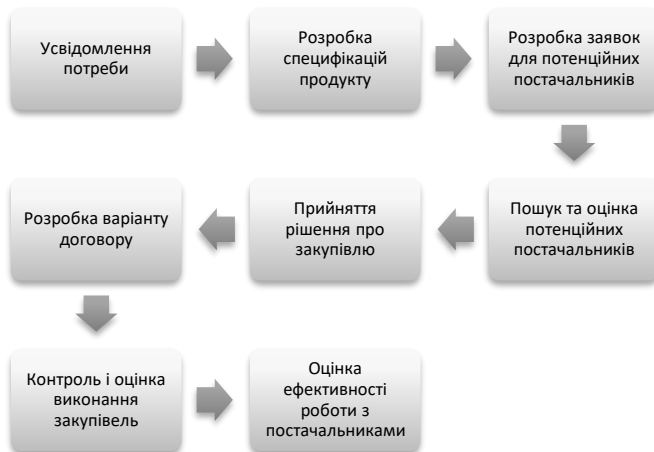 Усвідомлення
потреби
Розробка
специфікацій
продукту
Розробка заявок
для потенційних
постачальників
Пошук та оцінка
потенційних
постачальників
Прийняття
рішення про
закупівлю
Розробка варіанту
договору
Контроль і оцінка
виконання
закупівель
Оцінка
ефективності
роботи з
постачальниками